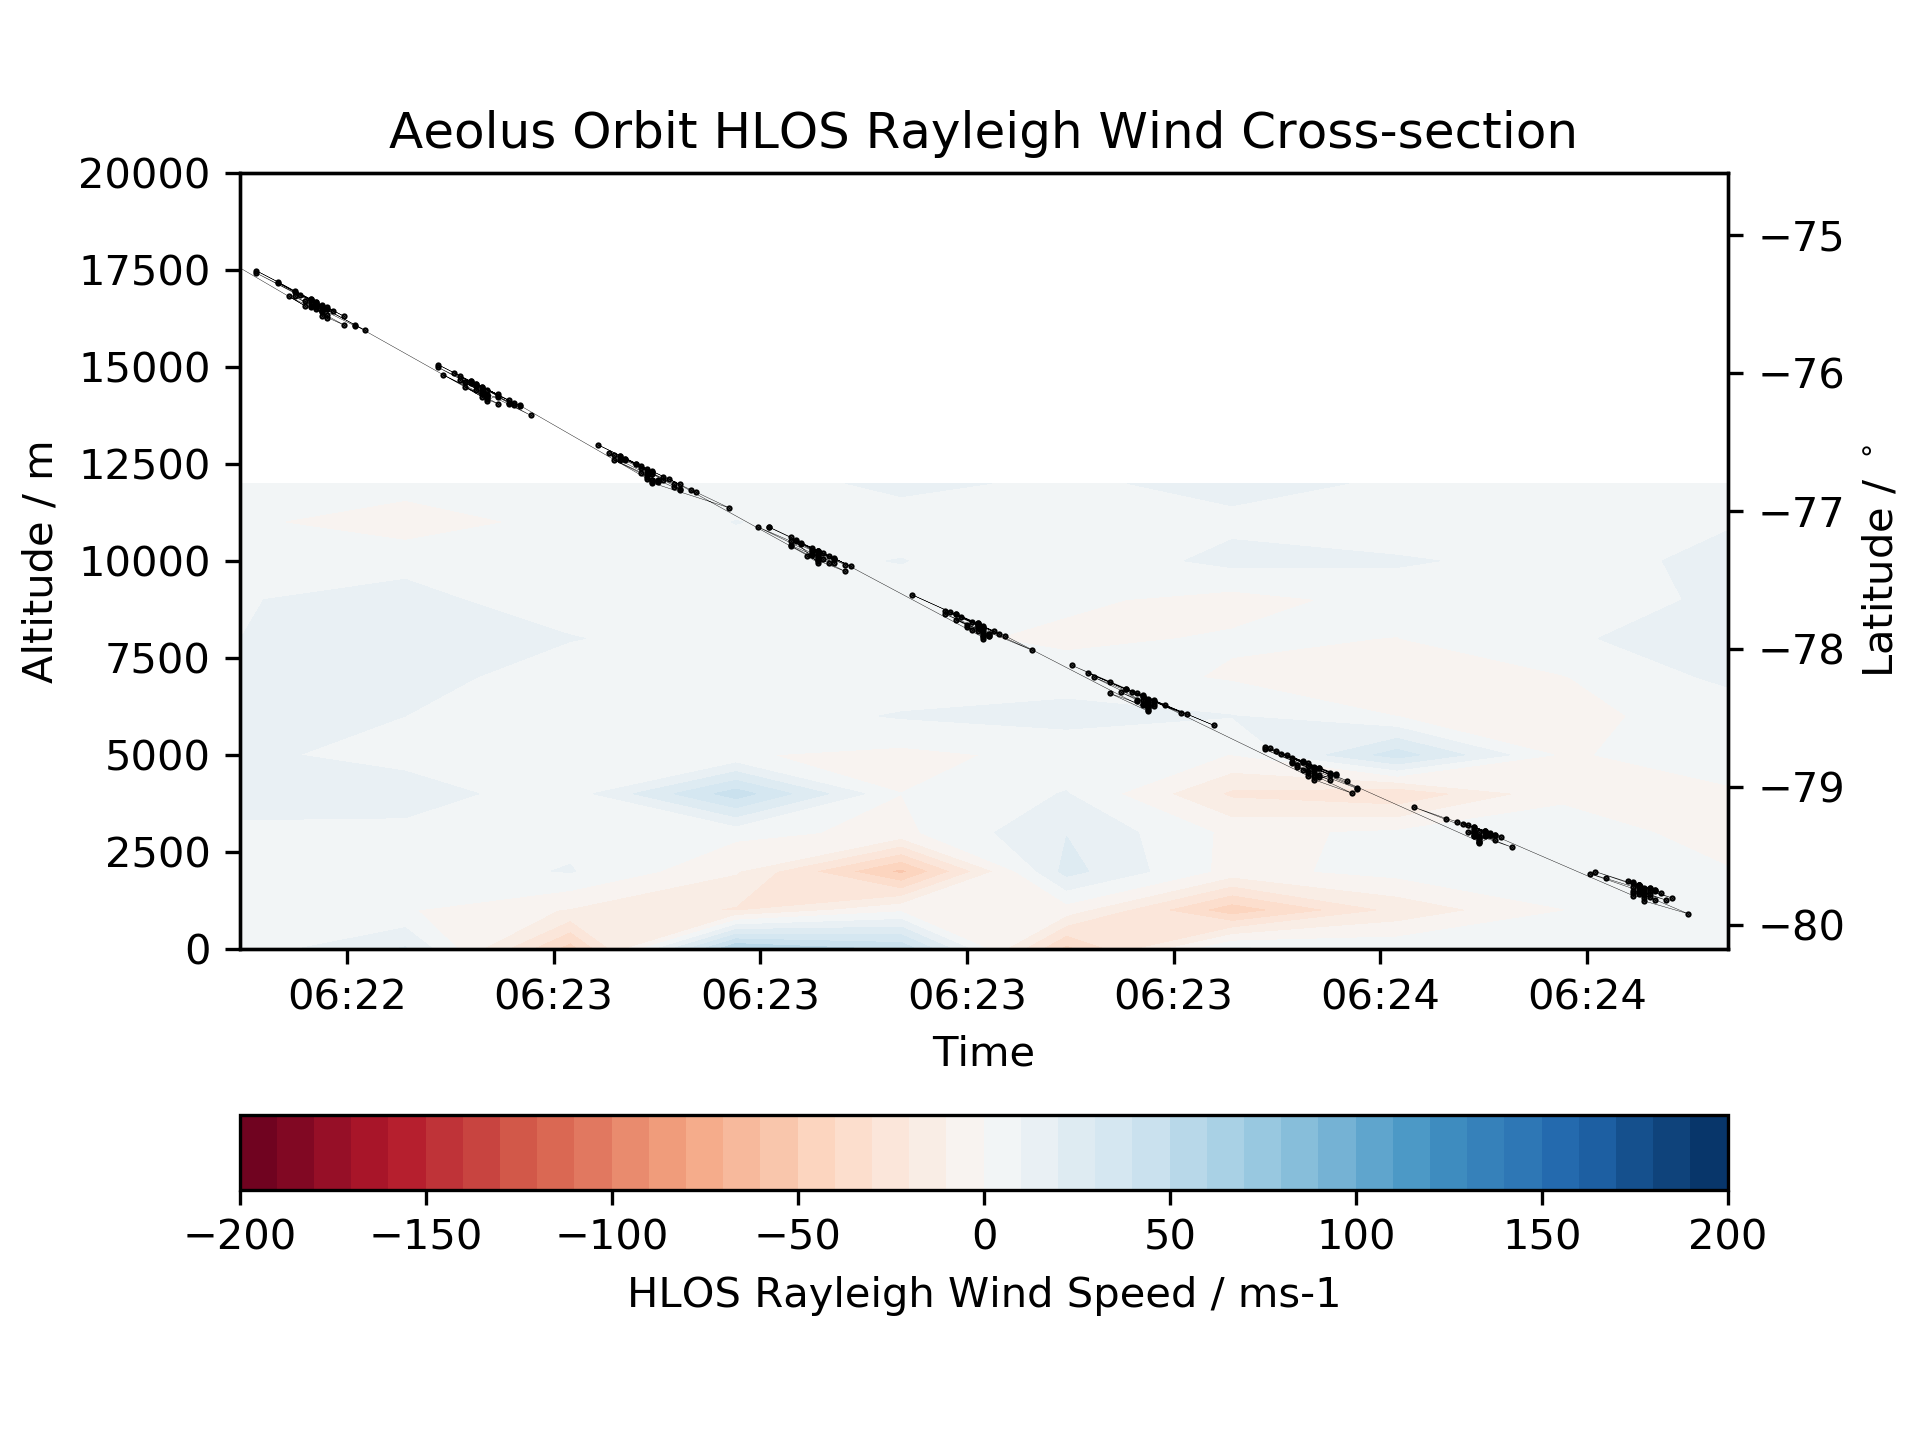 Aeolus Orbit HLOS Rayleigh Wind Cross-section
20000
17500
15000
12500
10000
7500
5000
2500
0
Altitude / m
−75
−76
−77
−78
−79
−80
Latitude / °
06:22 06:23 06:23 06:23 06:23 06:24 06:24
Time
−200 −150 −100 −50 0 50 100 150 200
HLOS Rayleigh Wind Speed / ms-1